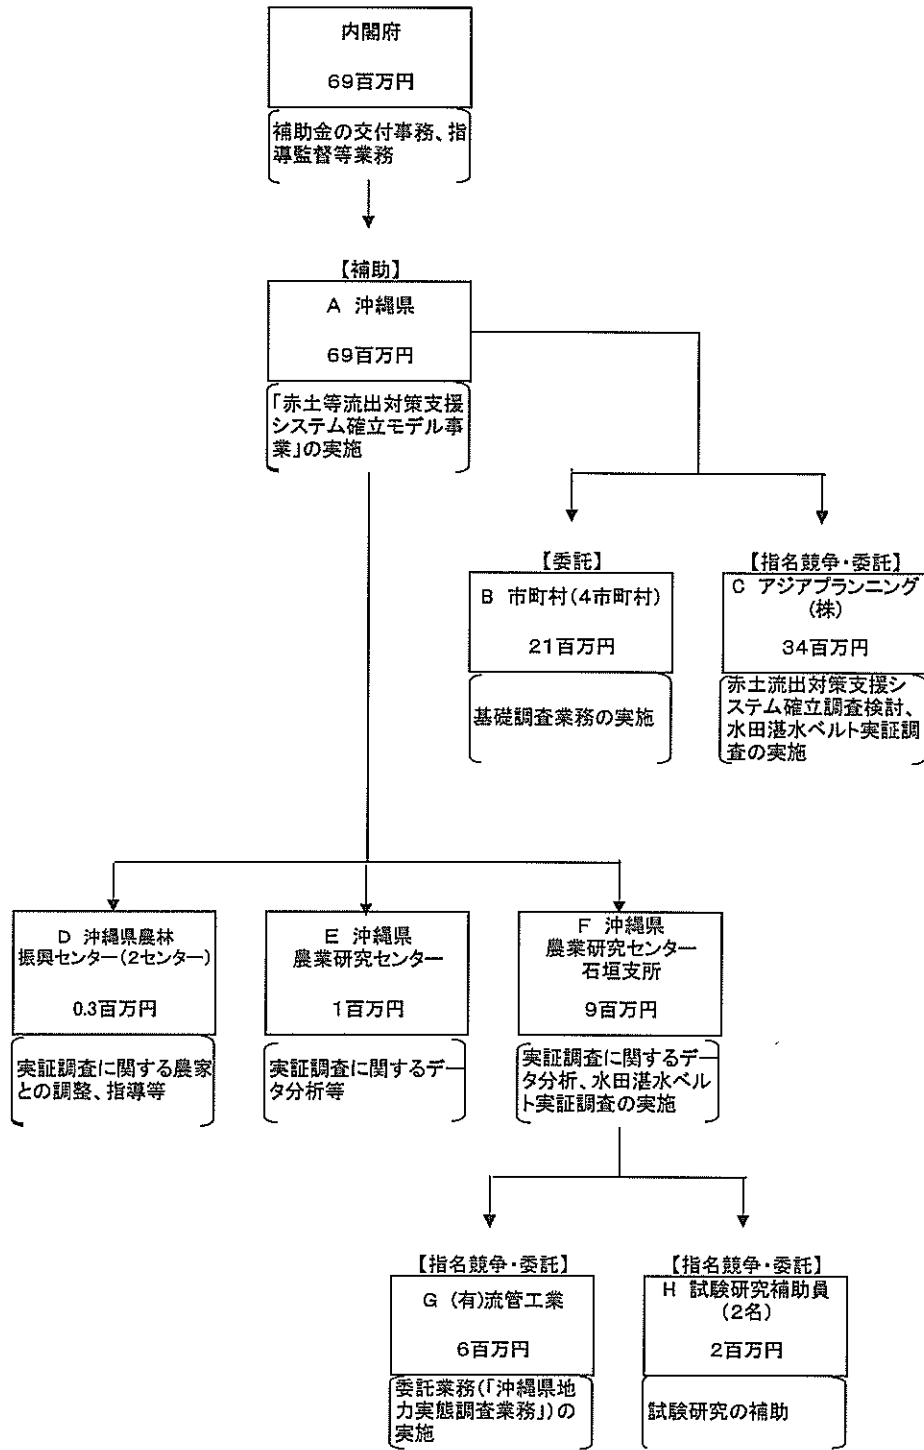 内閣府
69百万円
補助金の交付事務、指
導監督等業務
【補助】
A 沖縄県
69百万円
「赤土等流出対策支援
システム確立モデル事
業」の実施
【委託】
B 市町村(4市町村)
21百万円
基礎調査業務の実施
【指名競争・委託】
C アジアプランニング
(株)
34百万円
赤土流出対策支援シ
ステム確立調査検討、
水田湛水ベルト実証調
査の実施
D 沖縄県農林
振興センター(2センター)
0.3百万円
実証調査に関する農家
との調整、指導等
E 沖縄県
農業研究センター
1百万円
実証調査に関するデー
タ分析等
F 沖縄県
農業研究センター
石垣支所
9百万円
実証調査に関するデー
タ分析、水田湛水ベル
ト実証調査の実施
【指名競争・委託】
G (有)流管工業
6百万円
委託業務(「沖縄県地
力実態調査業務」)の
実施
【指名競争・委託】
H 試験研究補助員
(2名)
2百万円
試験研究の補助